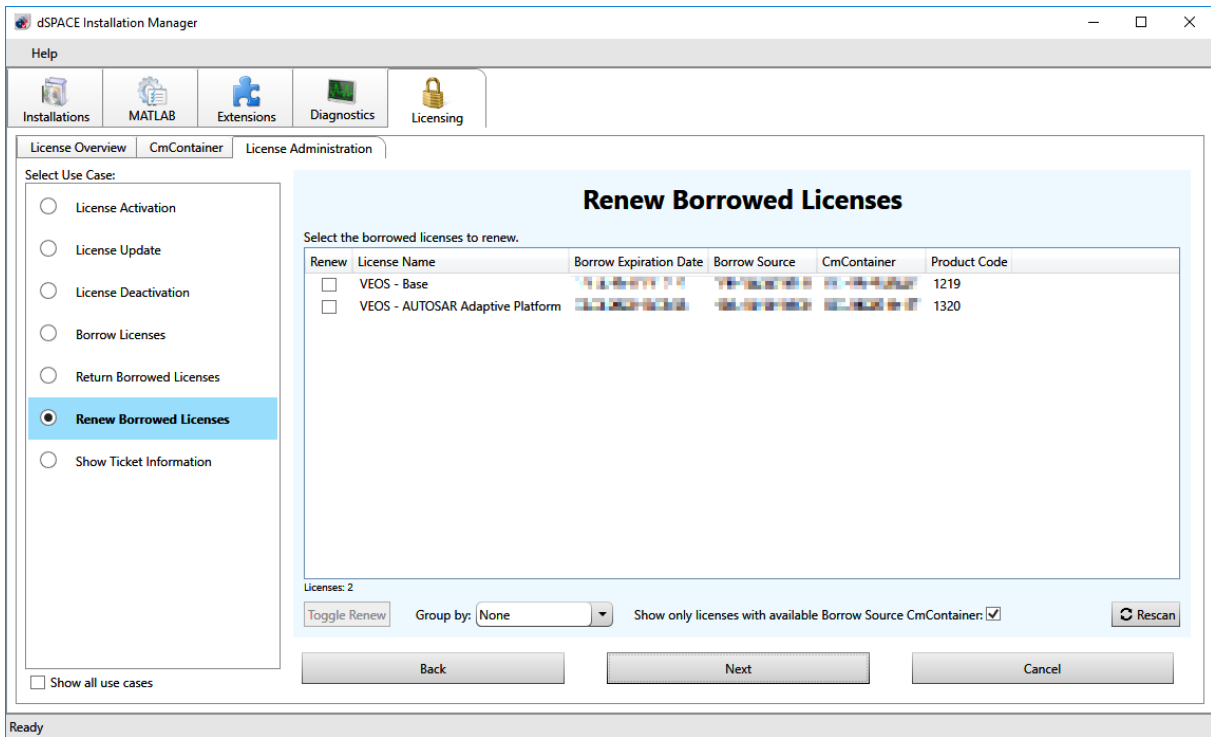 dSPACE Installation Manager
Help
Installations MATLAB Extensions Diagnostics Licensing
License Overview CmContainer License Administration
Select Use Case:
License Activation
License Update
License Deactivation
Borrow Licenses
Return Borrowed Licenses
Renew Borrowed Licenses
Show Ticket Information
Show all use cases
Renew Borrowed Licenses
Select the borrowed licenses to renew.
Renew License Name Borrow Expiration Date Borrow Source CmContainer Product Code
VEOS - Base 1219
VEOS - AUTOSAR Adaptive Platform 1320
Licenses: 2
Toggle Renew Group by: None Show only licenses with available Borrow Source CmContainer: Rescan
Back Next Cancel
Ready